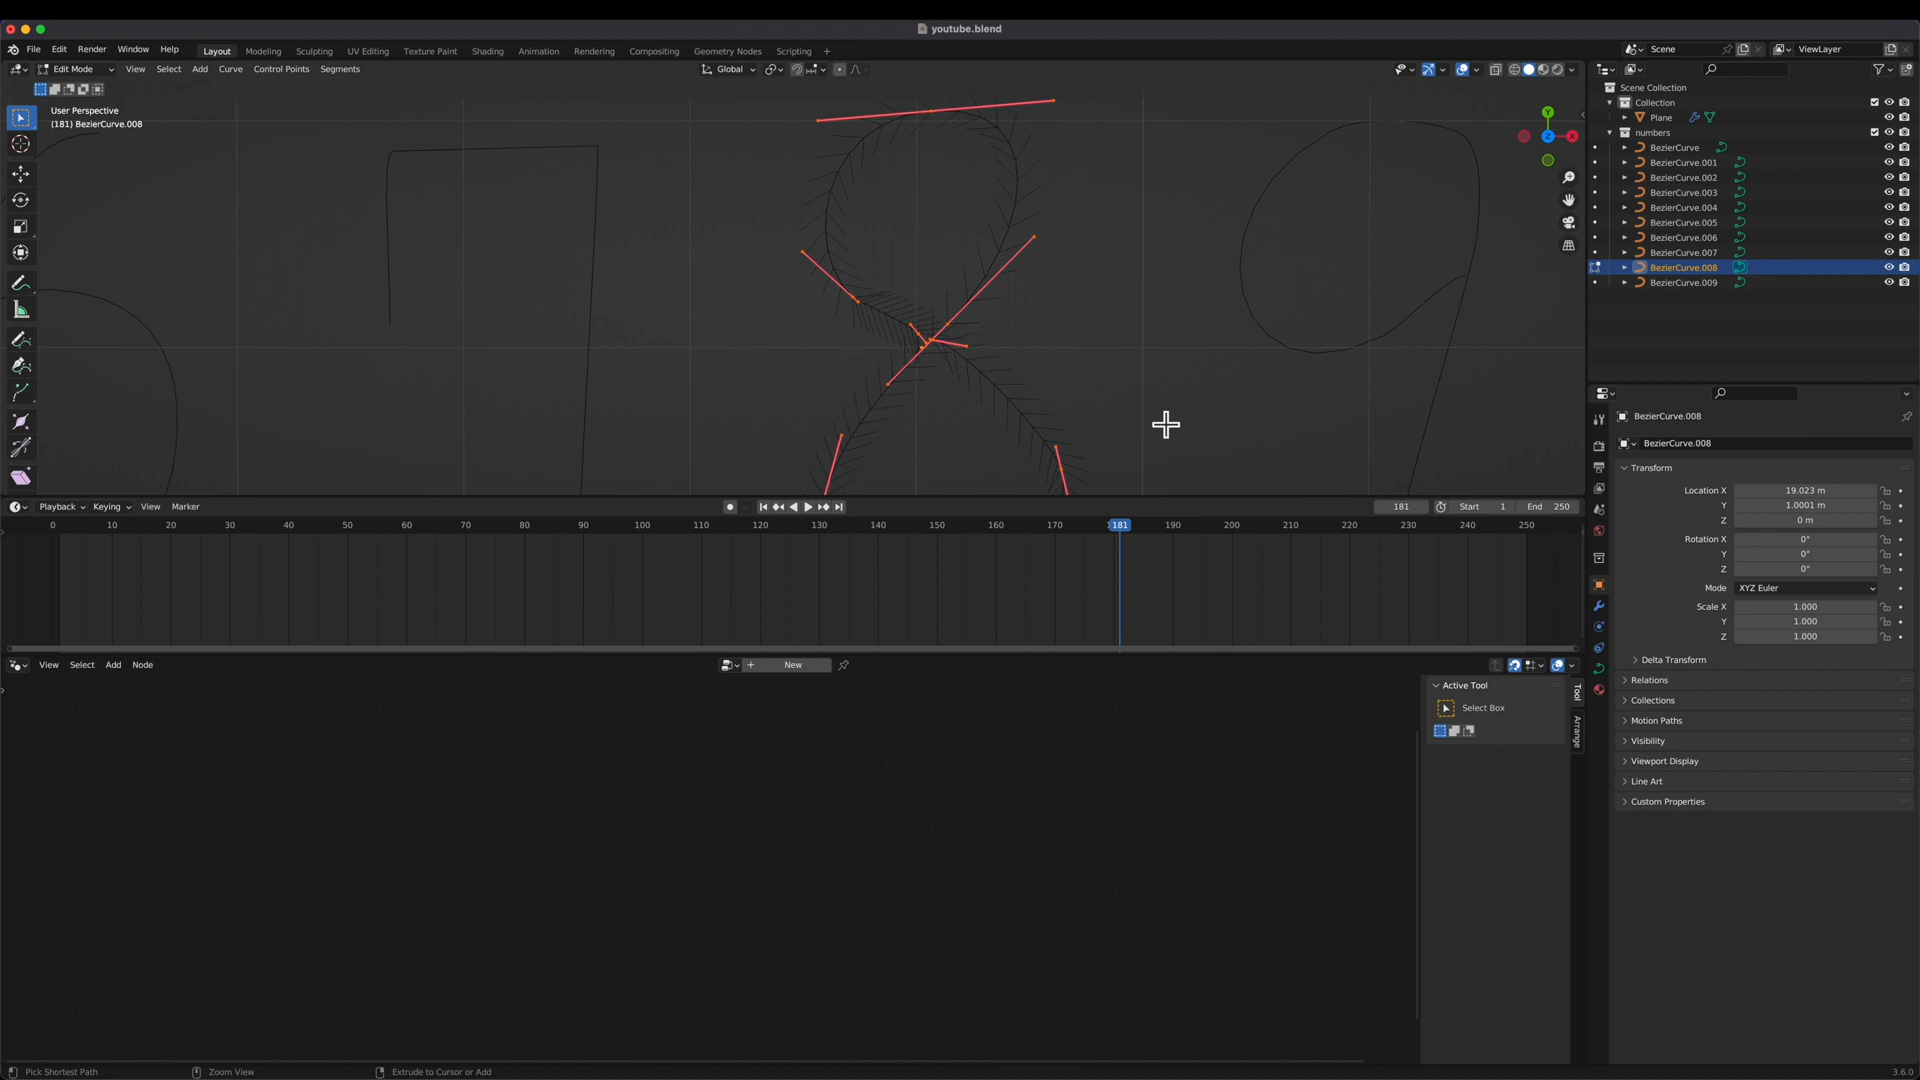 youtube.blend
File Edit Render Window Help Layout Modeling Sculpting UV Editing Texture Paint Shading Animation Rendering Compositing Geometry Nodes Scripting + Scene ViewLayer
Edit Mode View Select Add Curve Control Points Segments Global
User Perspective
(181) BezierCurve.008
Scene Collection
Collection
Plane
numbers
BezierCurve
BezierCurve.001
BezierCurve.002
BezierCurve.003
BezierCurve.004
BezierCurve.005
BezierCurve.006
BezierCurve.007
BezierCurve.008
BezierCurve.009
Y
Z X
BezierCurve.008
BezierCurve.008
Transform
Location X 19.023 m
Y 1.0001 m
Z 0 m
Rotation X 0°
Y 0°
Z 0°
Mode XYZ Euler
Scale X 1.000
Y 1.000
Z 1.000
Delta Transform
Relations
Collections
Motion Paths
Visibility
Viewport Display
Line Art
Custom Properties
Playback Keying View Marker 181 Start 1 End 250
0 10 20 30 40 50 60 70 80 90 100 110 120 130 140 150 160 170 181 190 200 210 220 230 240 250
View Select Add Node + New
Active Tool
Select Box
Tool
Arrange
Pick Shortest Path Zoom View Extrude to Cursor or Add 3.6.0